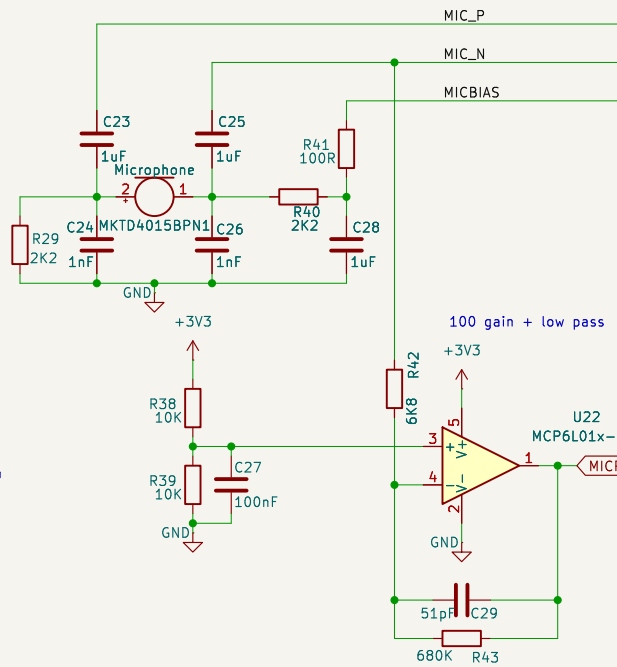 MIC_P
MIC_N
MICBIAS
C23
1uF
C25
1uF
R41
100R
Microphone
2
1
+
MKTD4015BPN1
R40
2K2
R29
2K2
C24
1nF
C26
1nF
C28
1uF
GND
+3V3
100 gain + low pass
+3V3
R42
6K8
R38
10K
U22
MCP6L01x-
5
3
+
V+
1
4
-
V-
2
MICR
R39
10K
C27
100nF
GND
GND
51pF
C29
680K
R43